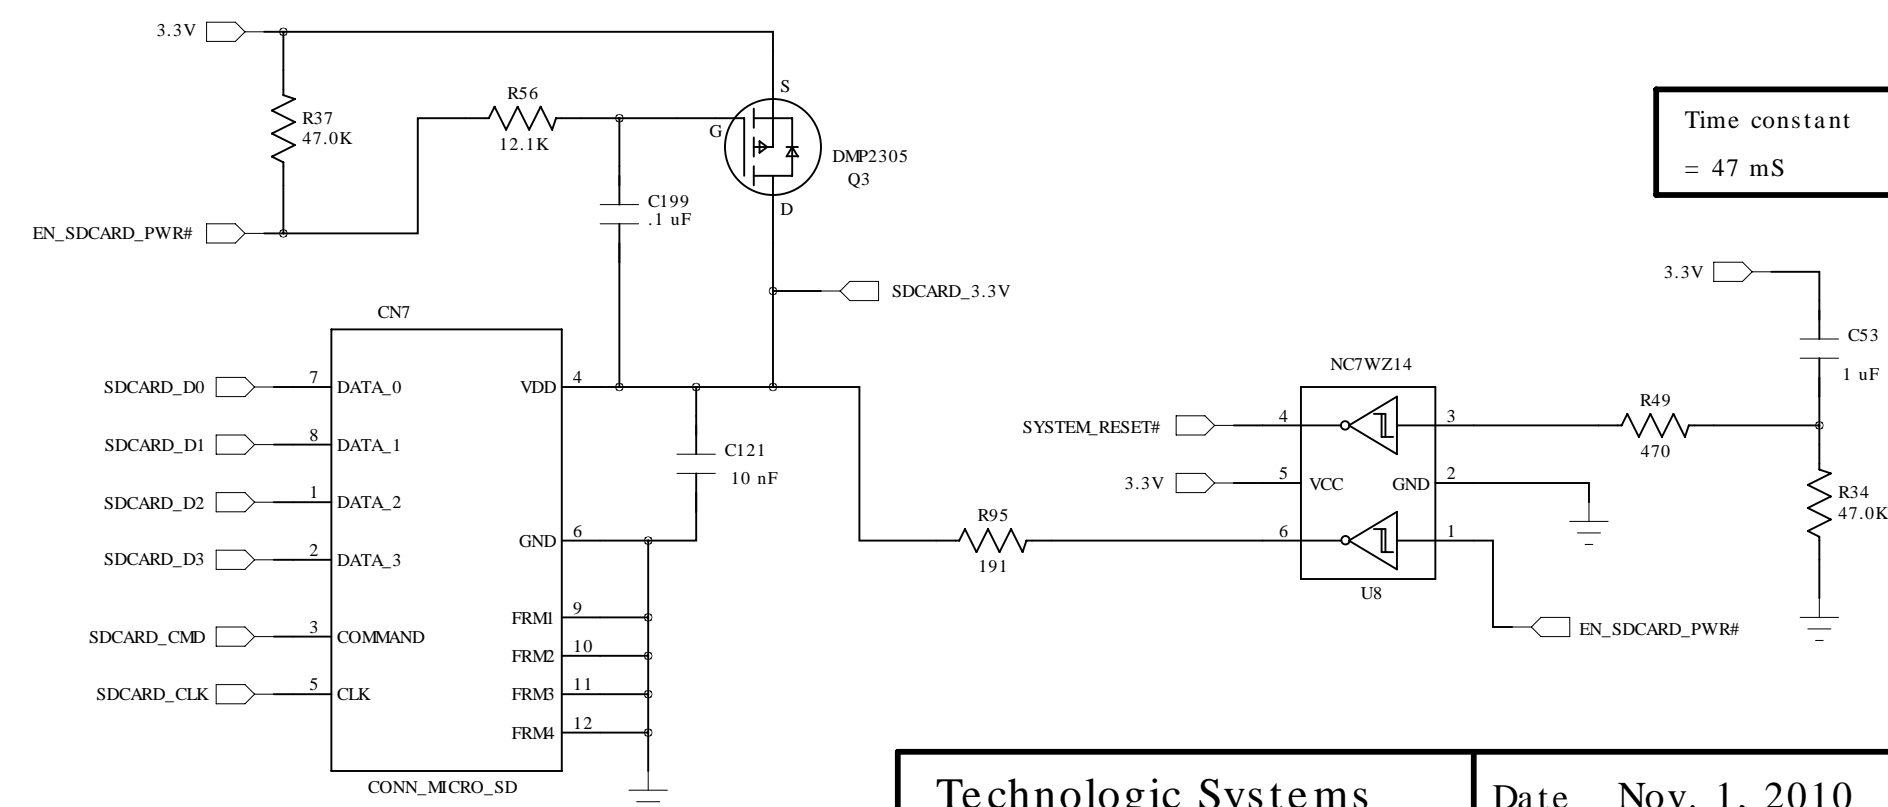 3.3V
R37
47.0K
R56
12.1K
S
G
D
DMP2305
Q3
C199
.1 uF
EN_SDCARD_PWR#
SDCARD_3.3V
Time constant
= 47 mS
CN7
SDCARD_D0
7
DATA_0
VDD
4
SDCARD_D1
8
DATA_1
SDCARD_D2
1
DATA_2
SDCARD_D3
2
DATA_3
GND
6
SDCARD_CMD
3
COMMAND
SDCARD_CLK
5
CLK
FRM1
9
FRM2
10
FRM3
11
FRM4
12
CONN_MICRO_SD
C121
10 nF
R95
191
NC7WZ14
SYSTEM_RESET#
4
3
3.3V
5
VCC
GND
2
6
1
U8
EN_SDCARD_PWR#
R49
470
3.3V
C53
1 uF
R34
47.0K
Technologic Systems
Date Nov. 1, 2010